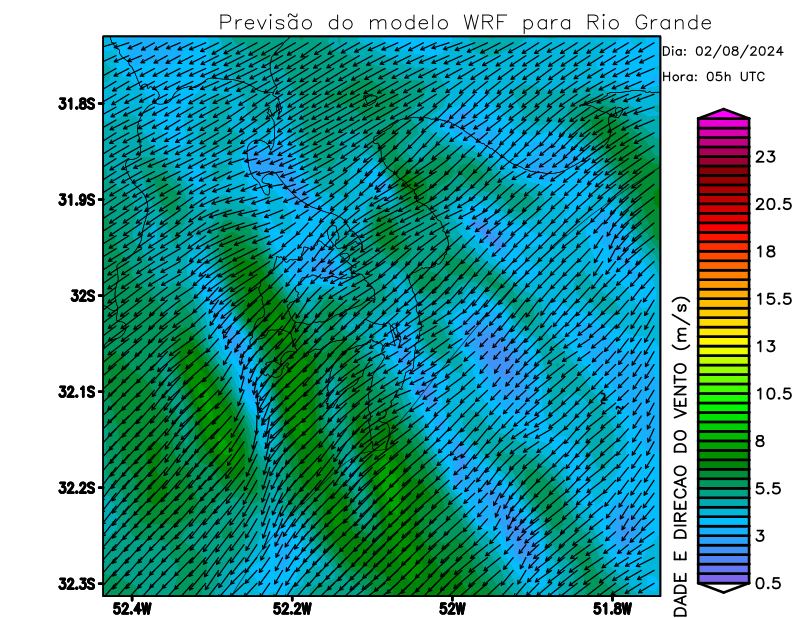 Previsão do modelo WRF para Rio Grande
Dia: 02/08/2024
Hora: 05h UTC
31.8S
31.9S
32S
32.1S
32.2S
32.3S
52.4W
52.2W
52W
51.8W
23
20.5
18
15.5
13
10.5
8
5.5
3
0.5
DADE E DIRECAO DO VENTO (m/s)